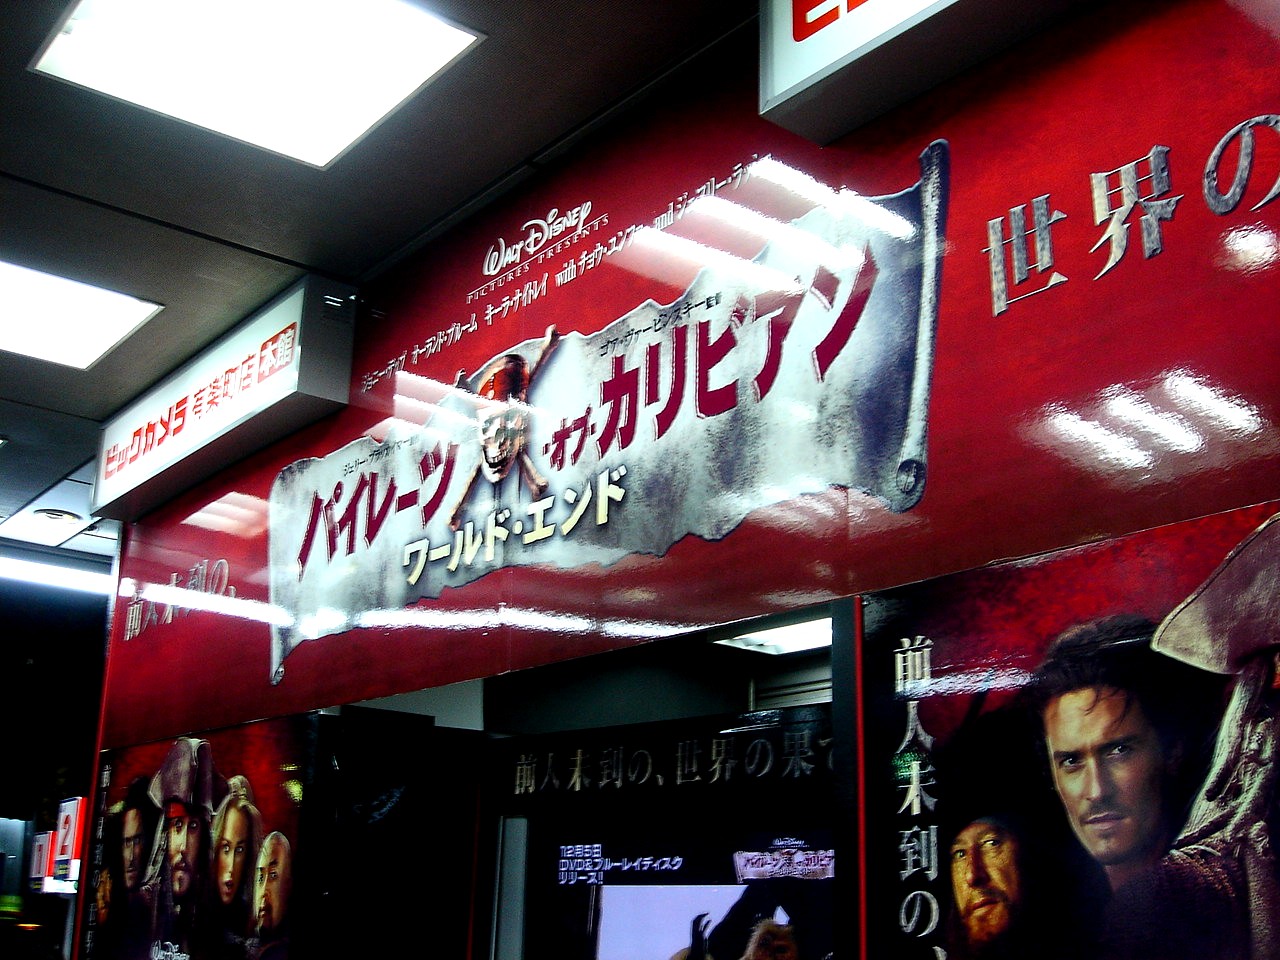 ビックカメラ 有楽町店 本館
WALT DISNEY
PICTURES PRESENTS
ジョニー・デップ オーランド・ブルーム キーラ・ナイトレイ with チョウ・ユンファ and ジェフリー・ラッシュ
ゴア・ヴァービンスキー監督
パイレーツ・オブ・カリビアン
ワールド・エンド
世界の
前人未到の、
前人未到の、世界の果て
12月5日
DVD&ブルーレイディスク
リリース!!
前人未到の、
1
2
WALT DISNEY